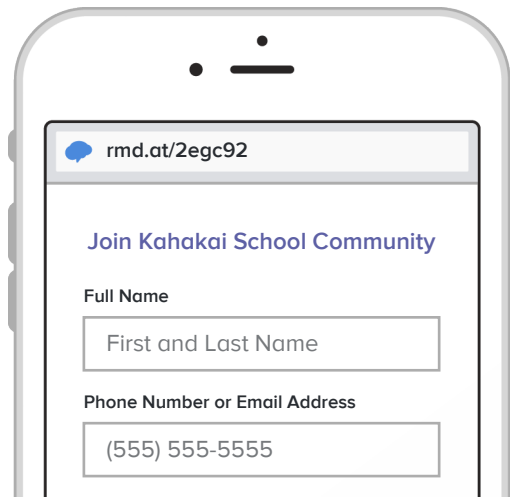 rmd.at/2egc92
Join Kahakai School Community
Full Name
First and Last Name
Phone Number or Email Address
(555) 555-5555